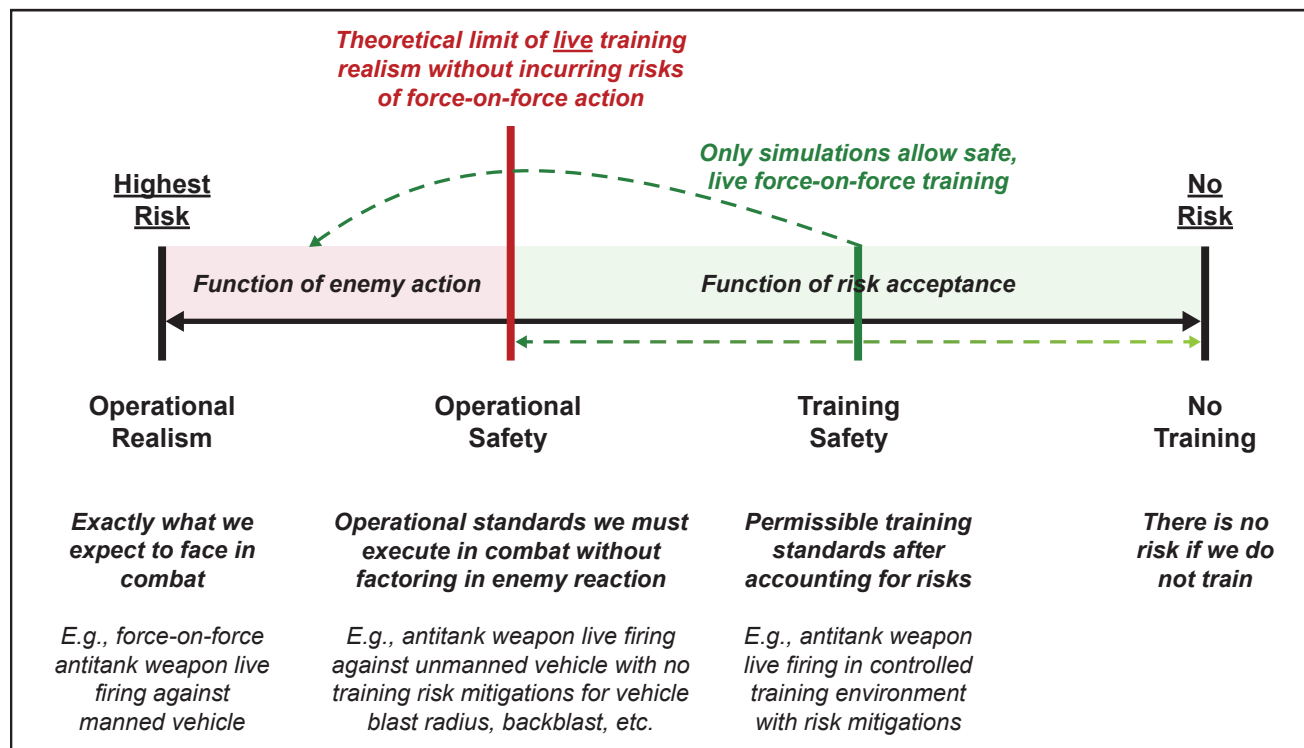 Theoretical limit of live training
realism without incurring risks
of force-on-force action
Only simulations allow safe,
live force-on-force training
Highest
Risk
No
Risk
Function of enemy action
Function of risk acceptance
Operational
Realism
Operational
Safety
Training
Safety
No
Training
Exactly what we
expect to face in
combat
Operational standards we must
execute in combat without
factoring in enemy reaction
Permissible training
standards after
accounting for risks
There is no
risk if we do
not train
E.g., force-on-force
antitank weapon live
firing against
manned vehicle
E.g., antitank weapon live firing
against unmanned vehicle with no
training risk mitigations for vehicle
blast radius, backblast, etc.
E.g., antitank weapon
live firing in controlled
training environment
with risk mitigations